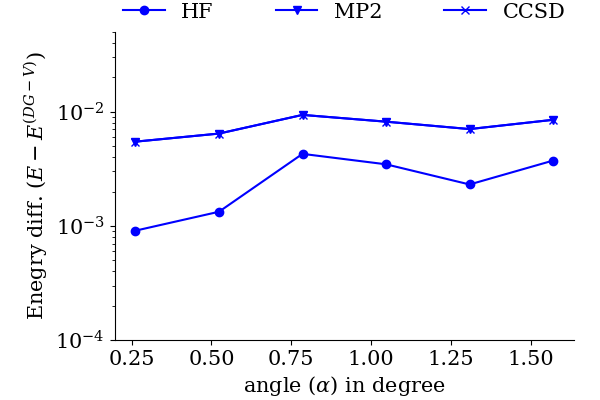 HF MP2 CCSD
Enegry diff. (E − E^(DG−V))
10⁻²
10⁻³
10⁻⁴
0.25 0.50 0.75 1.00 1.25 1.50
angle (α) in degree